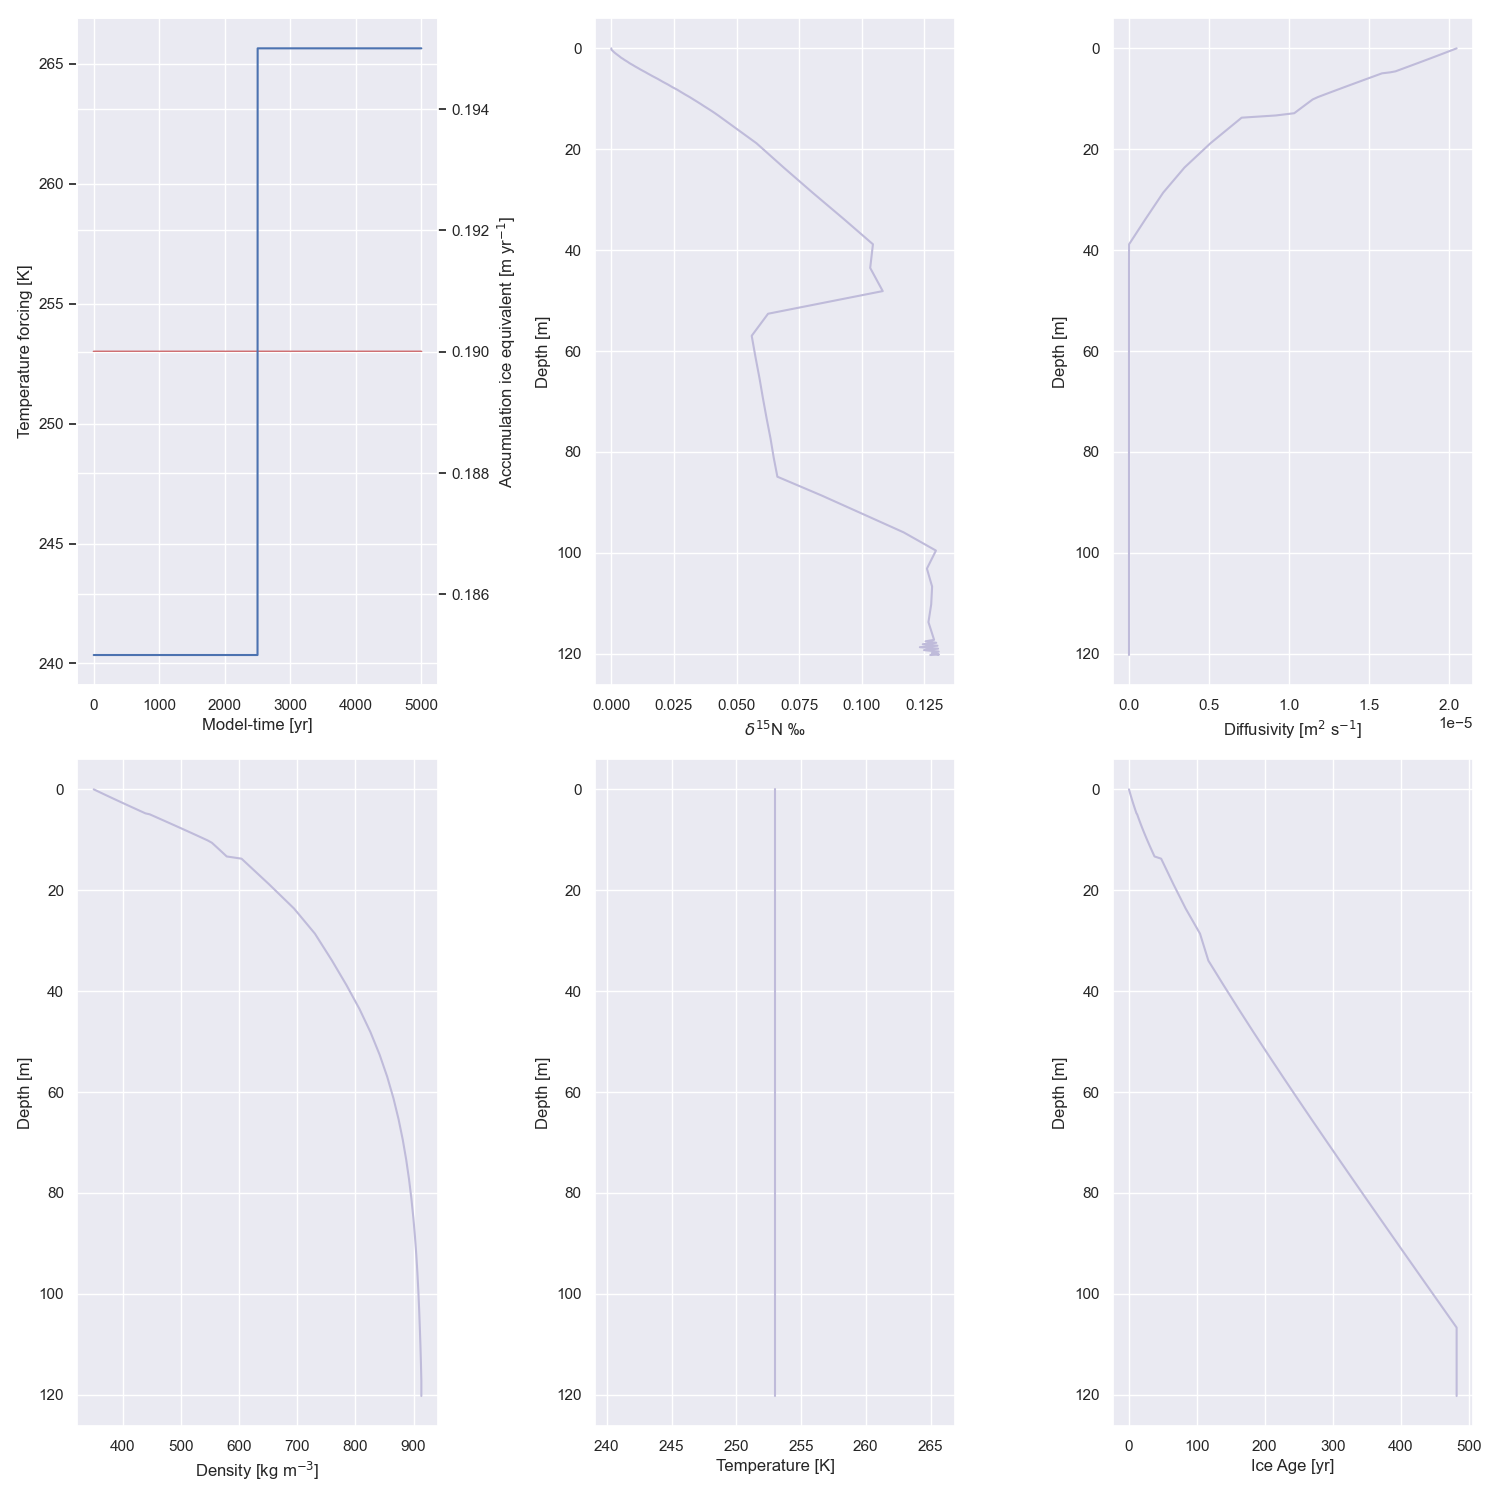 265
260
255
250
245
240
Temperature forcing [K]
0.194
0.192
0.190
0.188
0.186
Accumulation ice equivalent [m yr⁻¹]
0 1000 2000 3000 4000 5000
Model-time [yr]
0
20
40
60
80
100
120
Depth [m]
0.000 0.025 0.050 0.075 0.100 0.125
δ¹⁵N ‰
0
20
40
60
80
100
120
Depth [m]
0.0 0.5 1.0 1.5 2.0
1e−5
Diffusivity [m² s⁻¹]
0
20
40
60
80
100
120
Depth [m]
400 500 600 700 800 900
Density [kg m⁻³]
0
20
40
60
80
100
120
Depth [m]
240 245 250 255 260 265
Temperature [K]
0
20
40
60
80
100
120
Depth [m]
0 100 200 300 400 500
Ice Age [yr]